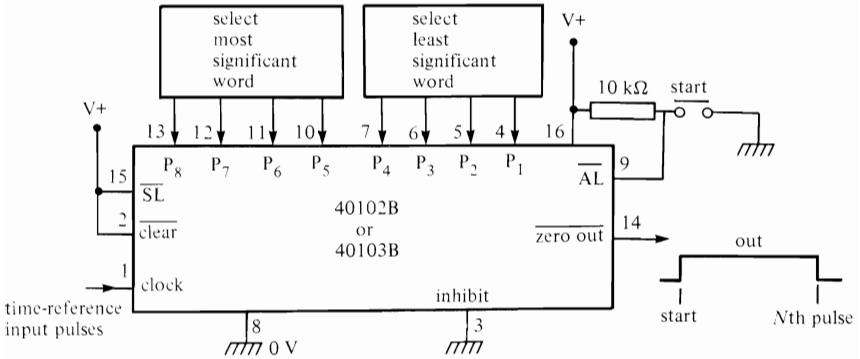 select
most
significant
word
select
least
significant
word
V+
10 kΩ
start
V+
13
12
11
10
7
6
5
4
16
P8
P7
P6
P5
P4
P3
P2
P1
9
AL
15
SL
2
clear
40102B
or
40103B
14
zero out
out
1
clock
inhibit
time-reference
input pulses
8
0 V
3
start
Nth pulse